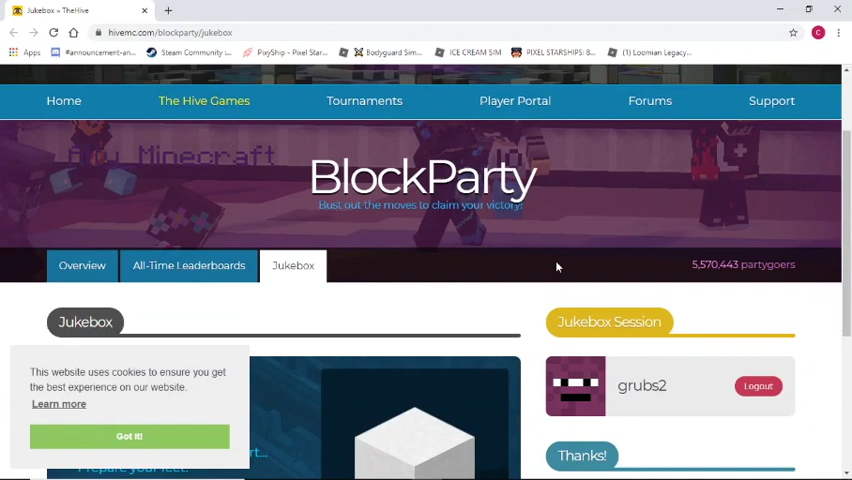 Jukebox » TheHive
hivemc.com/blockparty/jukebox
Apps #announcement-an... Steam Community :... PixyShip - Pixel Star... Bodyguard Sim... ICE CREAM SIM PIXEL STARSHIPS: 8... (1) Loomian Legacy...
C
Home The Hive Games Tournaments Player Portal Forums Support
Minecraft
BlockParty
Bust out the moves to claim your victory!
Overview All-Time Leaderboards Jukebox 5,570,443 partygoers
Jukebox Jukebox Session
This website uses cookies to ensure you get
the best experience on our website.
Learn more
Got it!
grubs2 Logout
Thanks!
Prepare your feet!